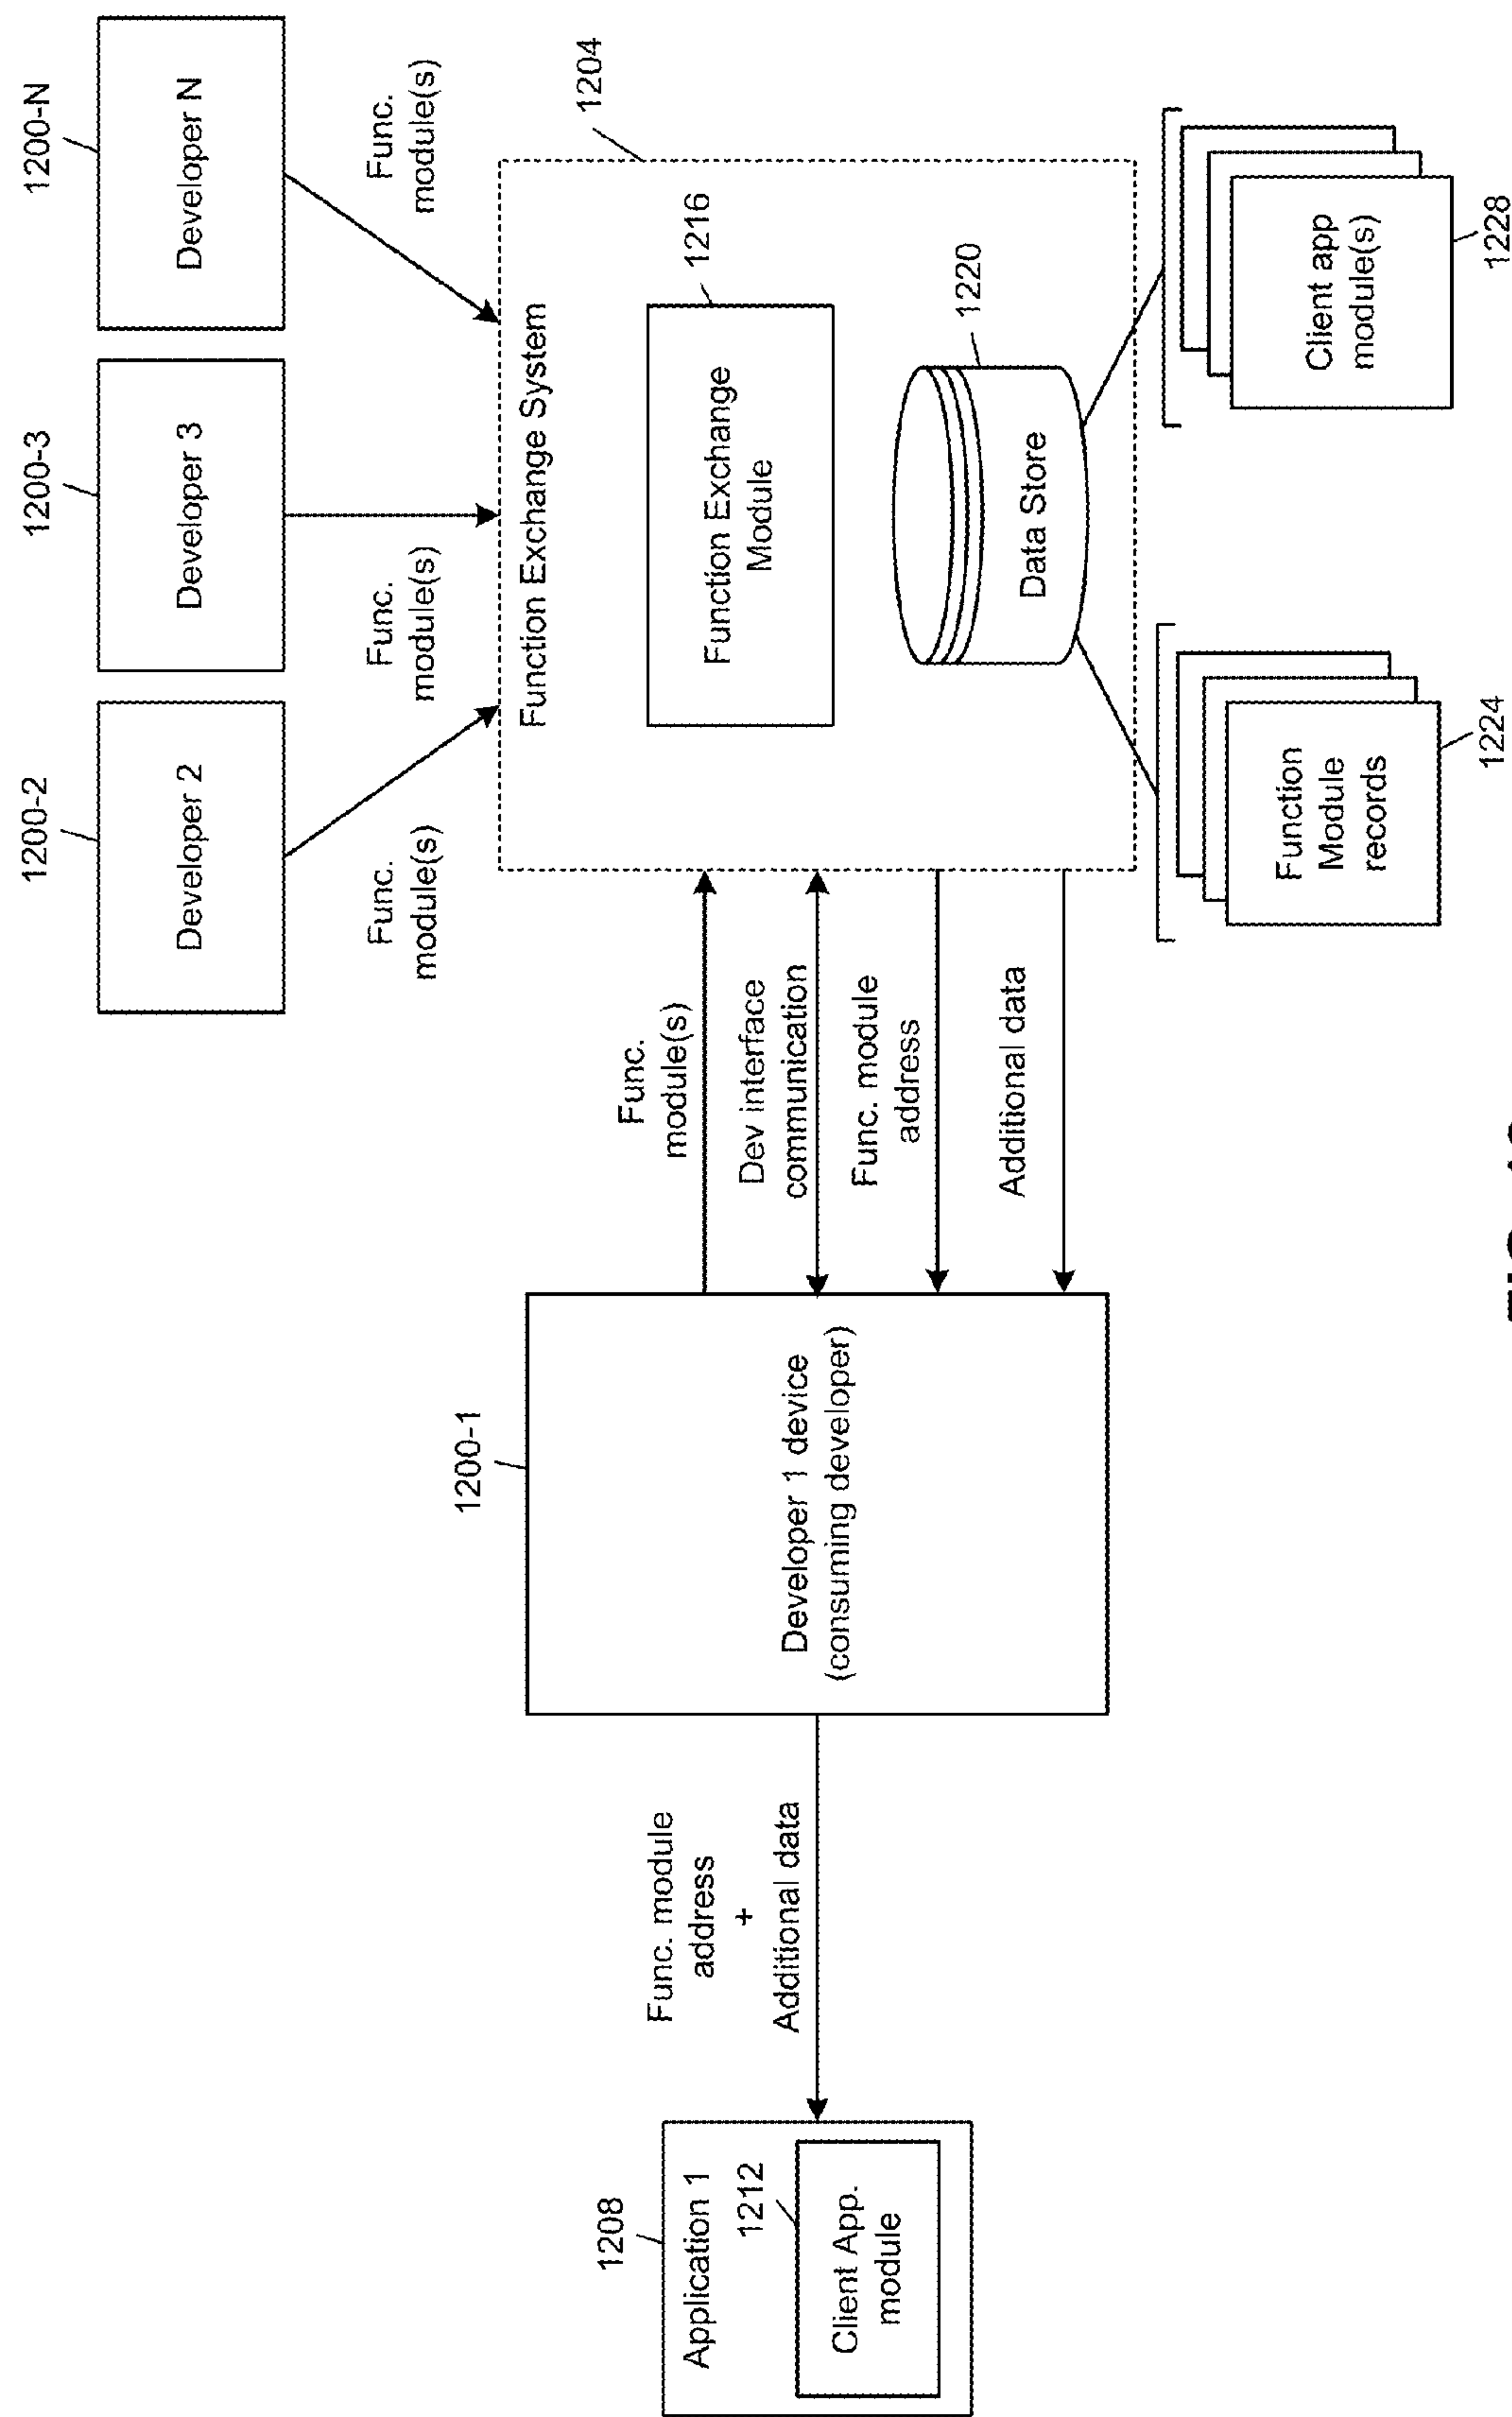 1200-2
1200-3
1200-N
Developer 2
Developer 3
Developer N
Func.
module(s)
Func.
module(s)
Func.
module(s)
1200-1
1204
Function Exchange System
1208
Application 1
1212
Client App.
module
Func. module
address
+
Additional data
Developer 1 device
(consuming developer)
Func.
module(s)
Dev interface
communication
Func. module
address
Additional data
1216
Function Exchange
Module
1220
Data Store
Function
Module
records
1224
Client app
module(s)
1228